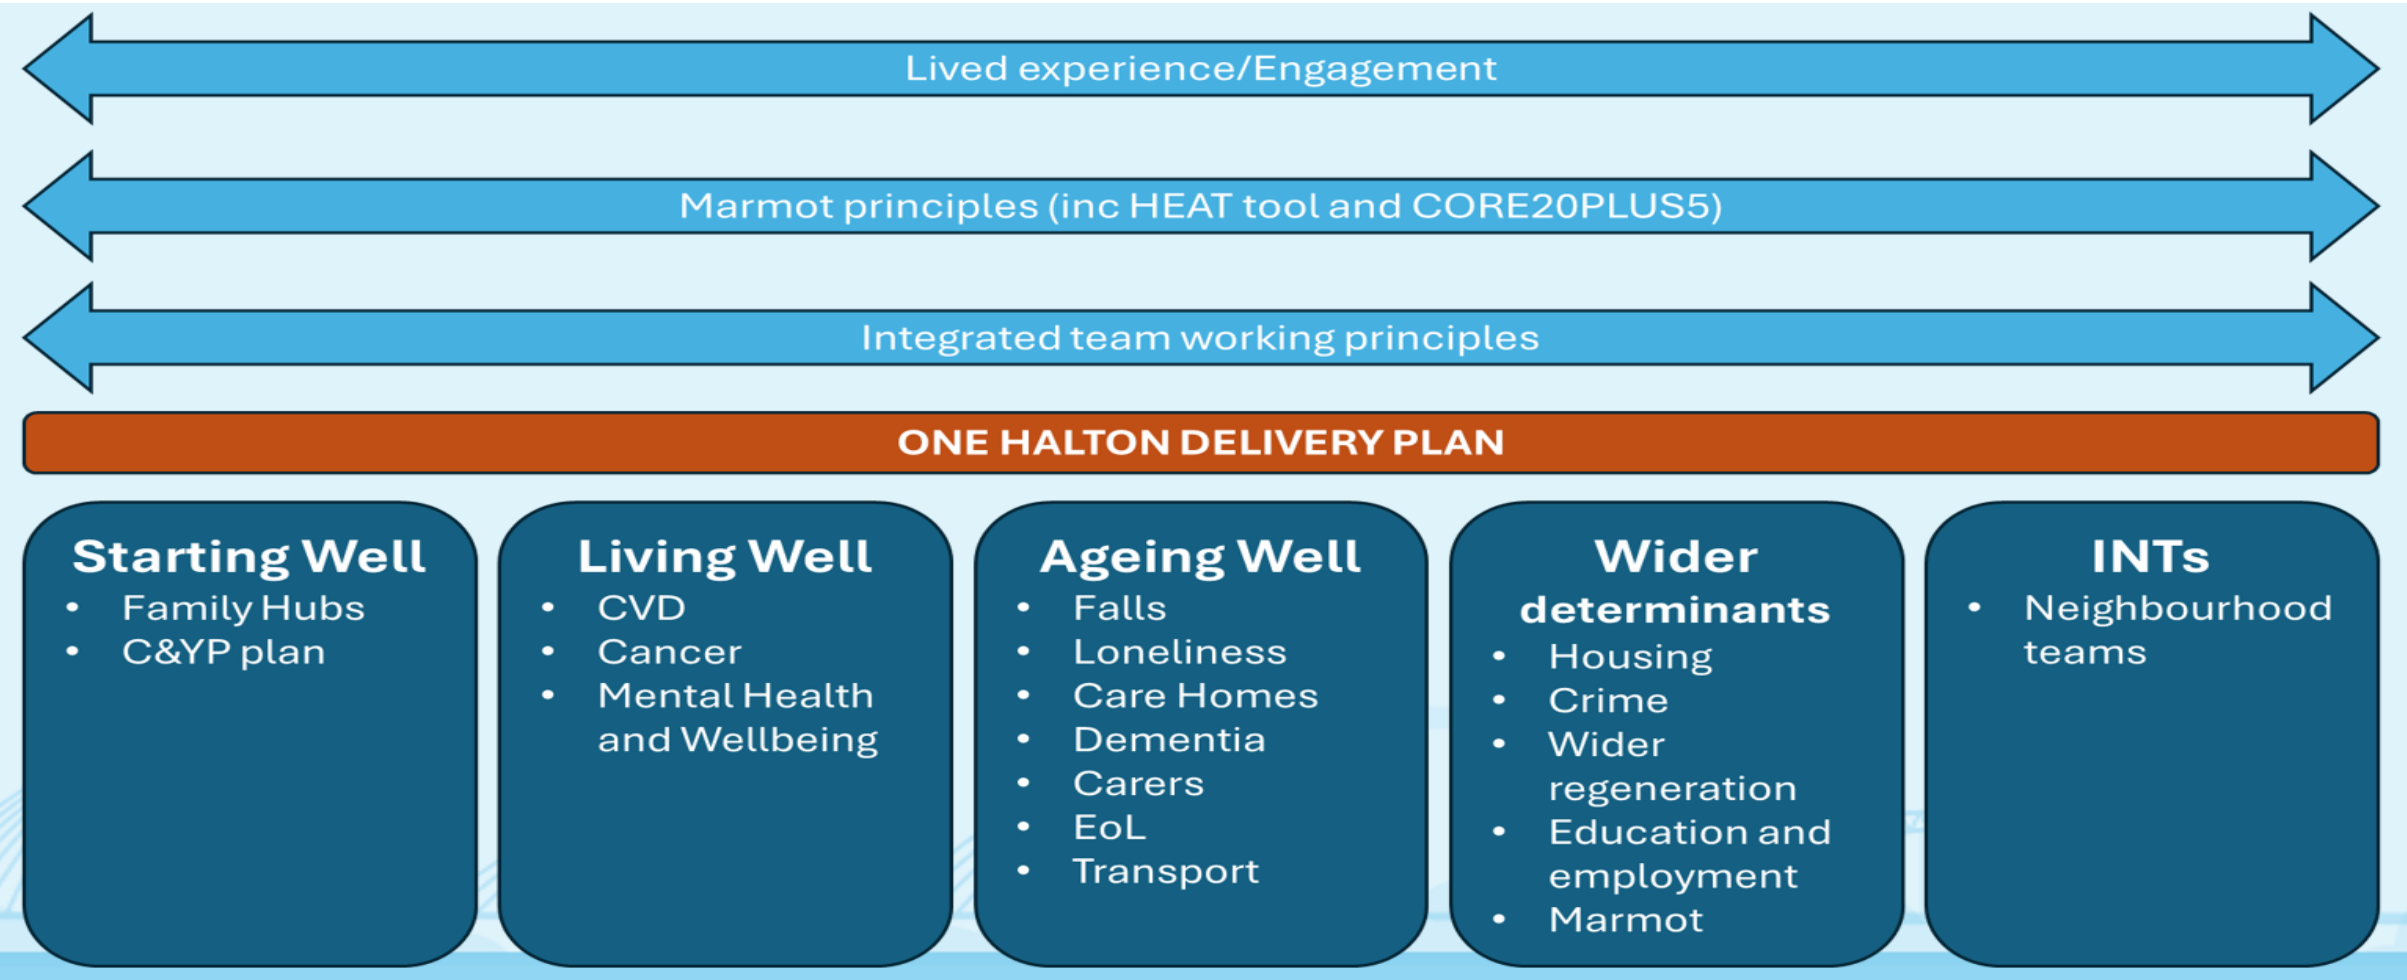 Lived experience/Engagement
Marmot principles (inc HEAT tool and CORE20PLUS5)
Integrated team working principles
ONE HALTON DELIVERY PLAN
Starting Well
• Family Hubs
• C&YP plan
Living Well
• CVD
• Cancer
• Mental Health
and Wellbeing
Ageing Well
• Falls
• Loneliness
• Care Homes
• Dementia
• Carers
• EoL
• Transport
Wider
determinants
• Housing
• Crime
• Wider
regeneration
• Education and
employment
• Marmot
INTs
• Neighbourhood
teams